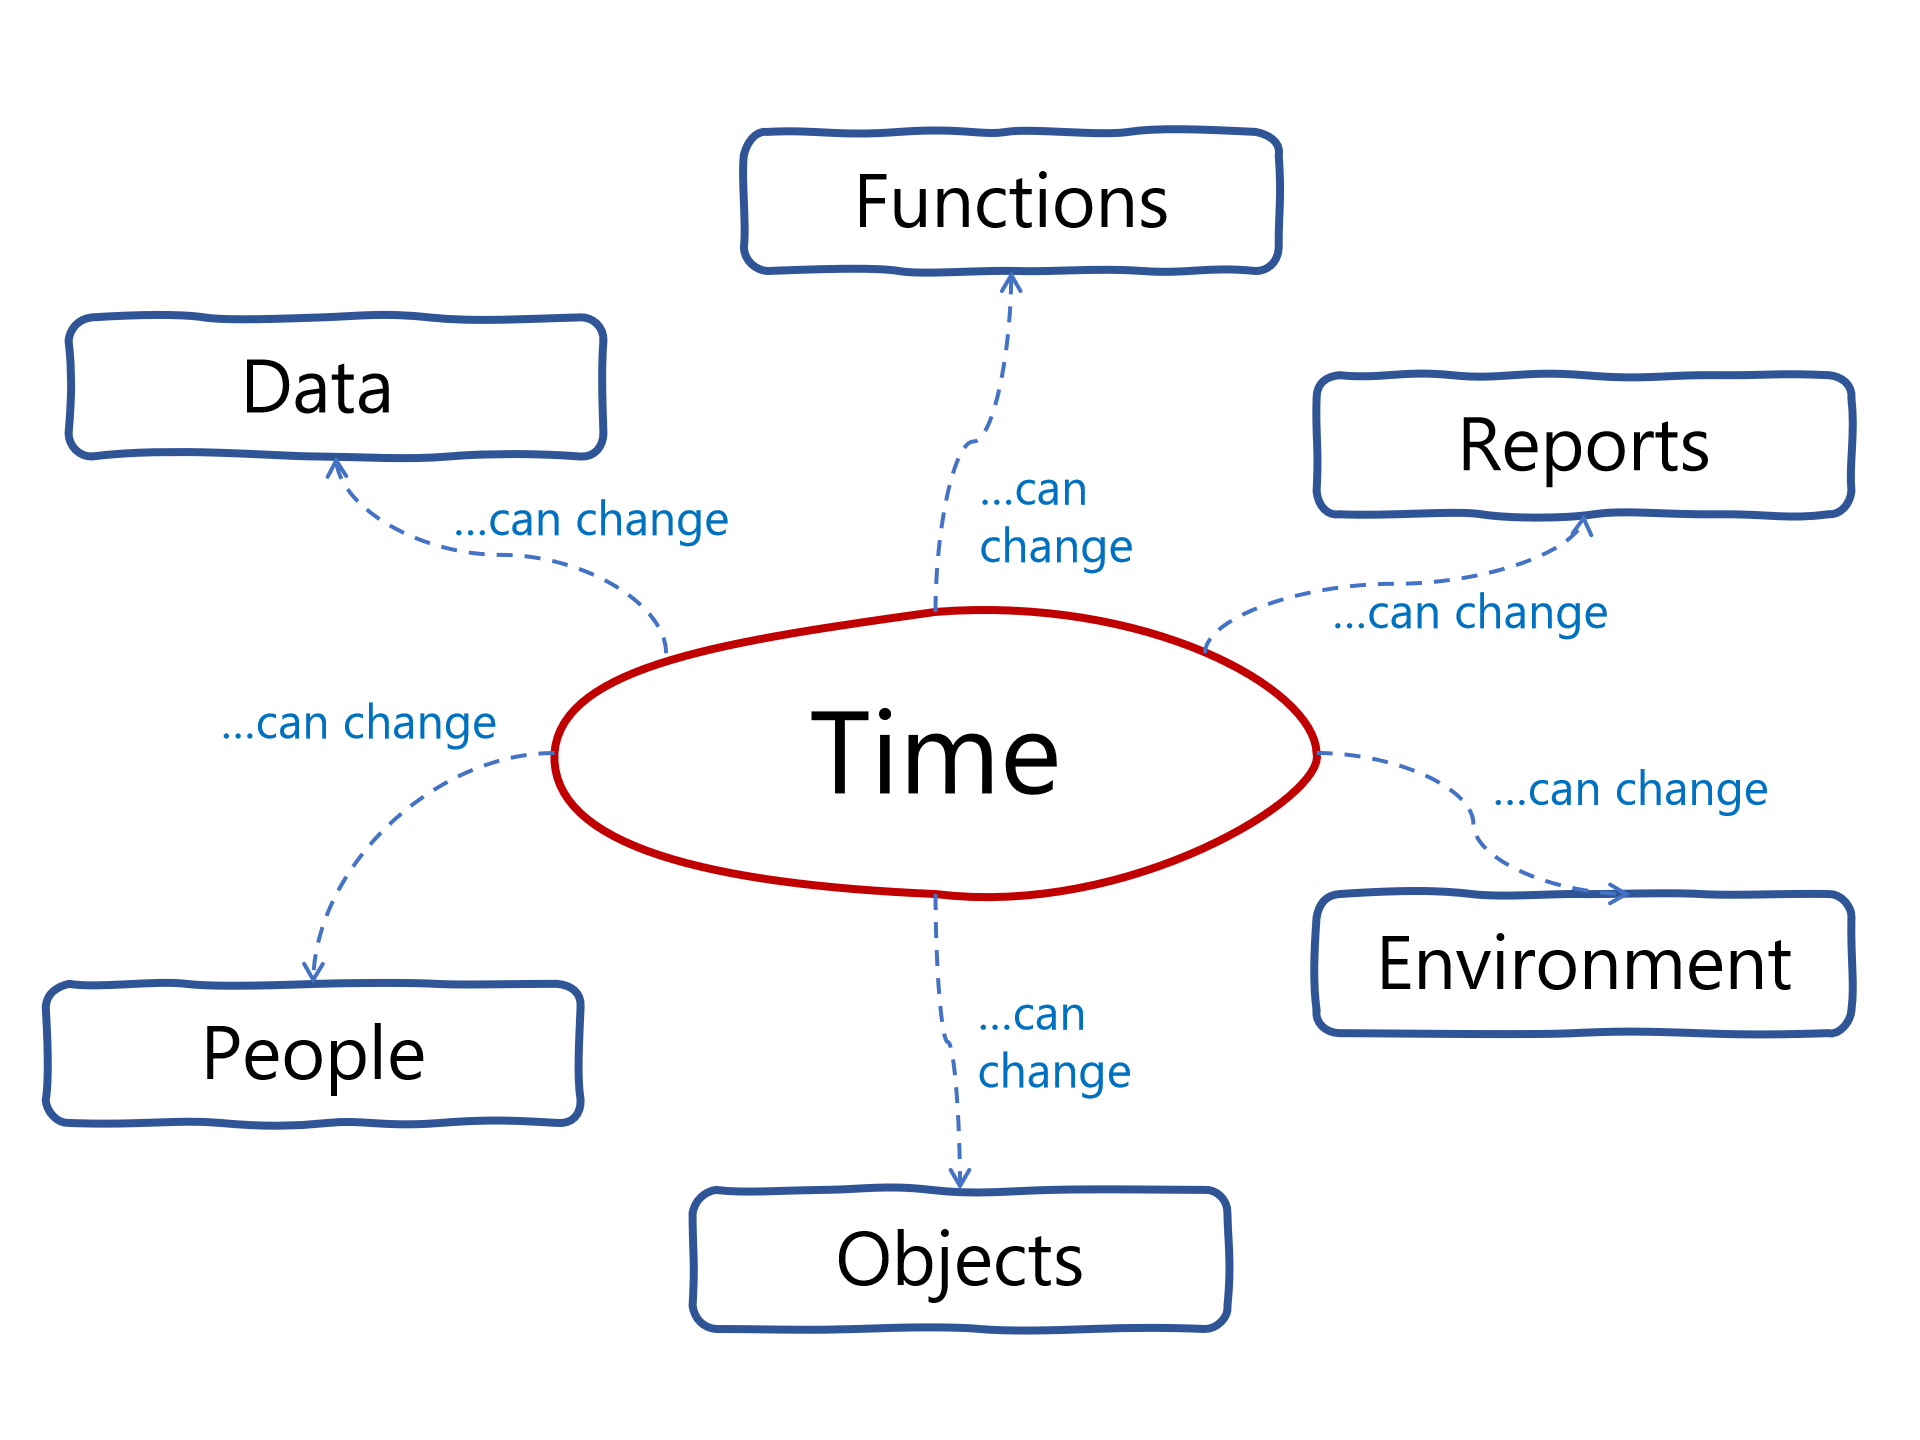 Functions
Data
Reports
...can change
...can
change
...can change
Time
...can change
...can change
Environment
People
...can
change
Objects